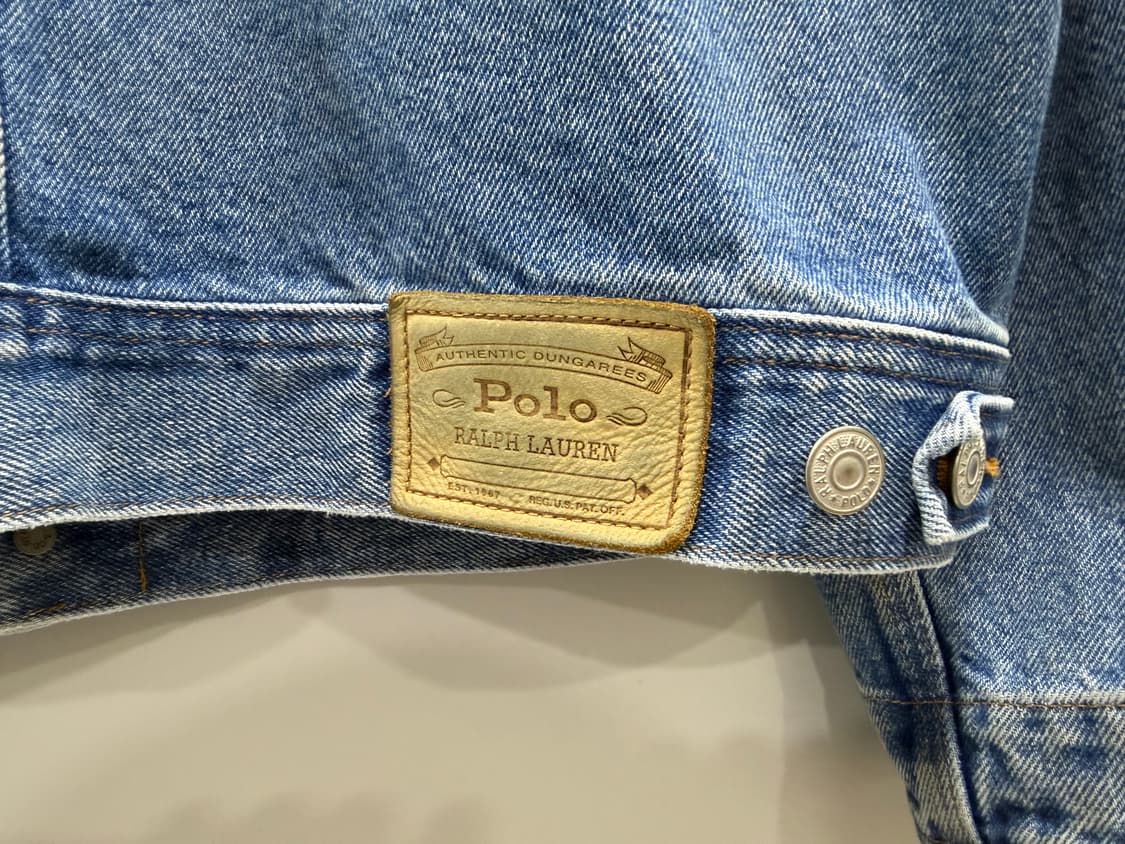 AUTHENTIC DUNGAREES
Polo
RALPH LAUREN
EST. 1967 REG. U.S. PAT. OFF.
RALPH LAUREN
POLO